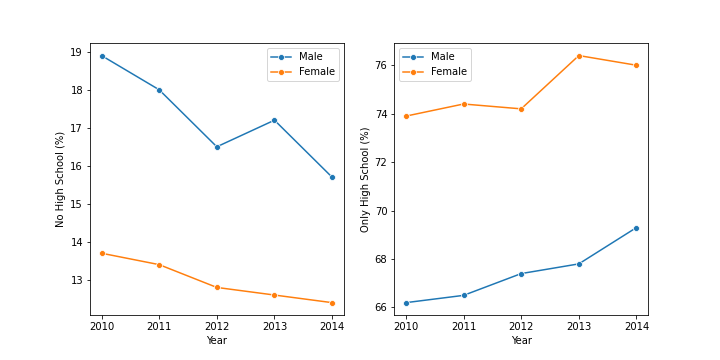 No High School (%)
19
18
17
16
15
14
13
Male
Female
2010 2011 2012 2013 2014
Year
Only High School (%)
76
74
72
70
68
66
Male
Female
2010 2011 2012 2013 2014
Year